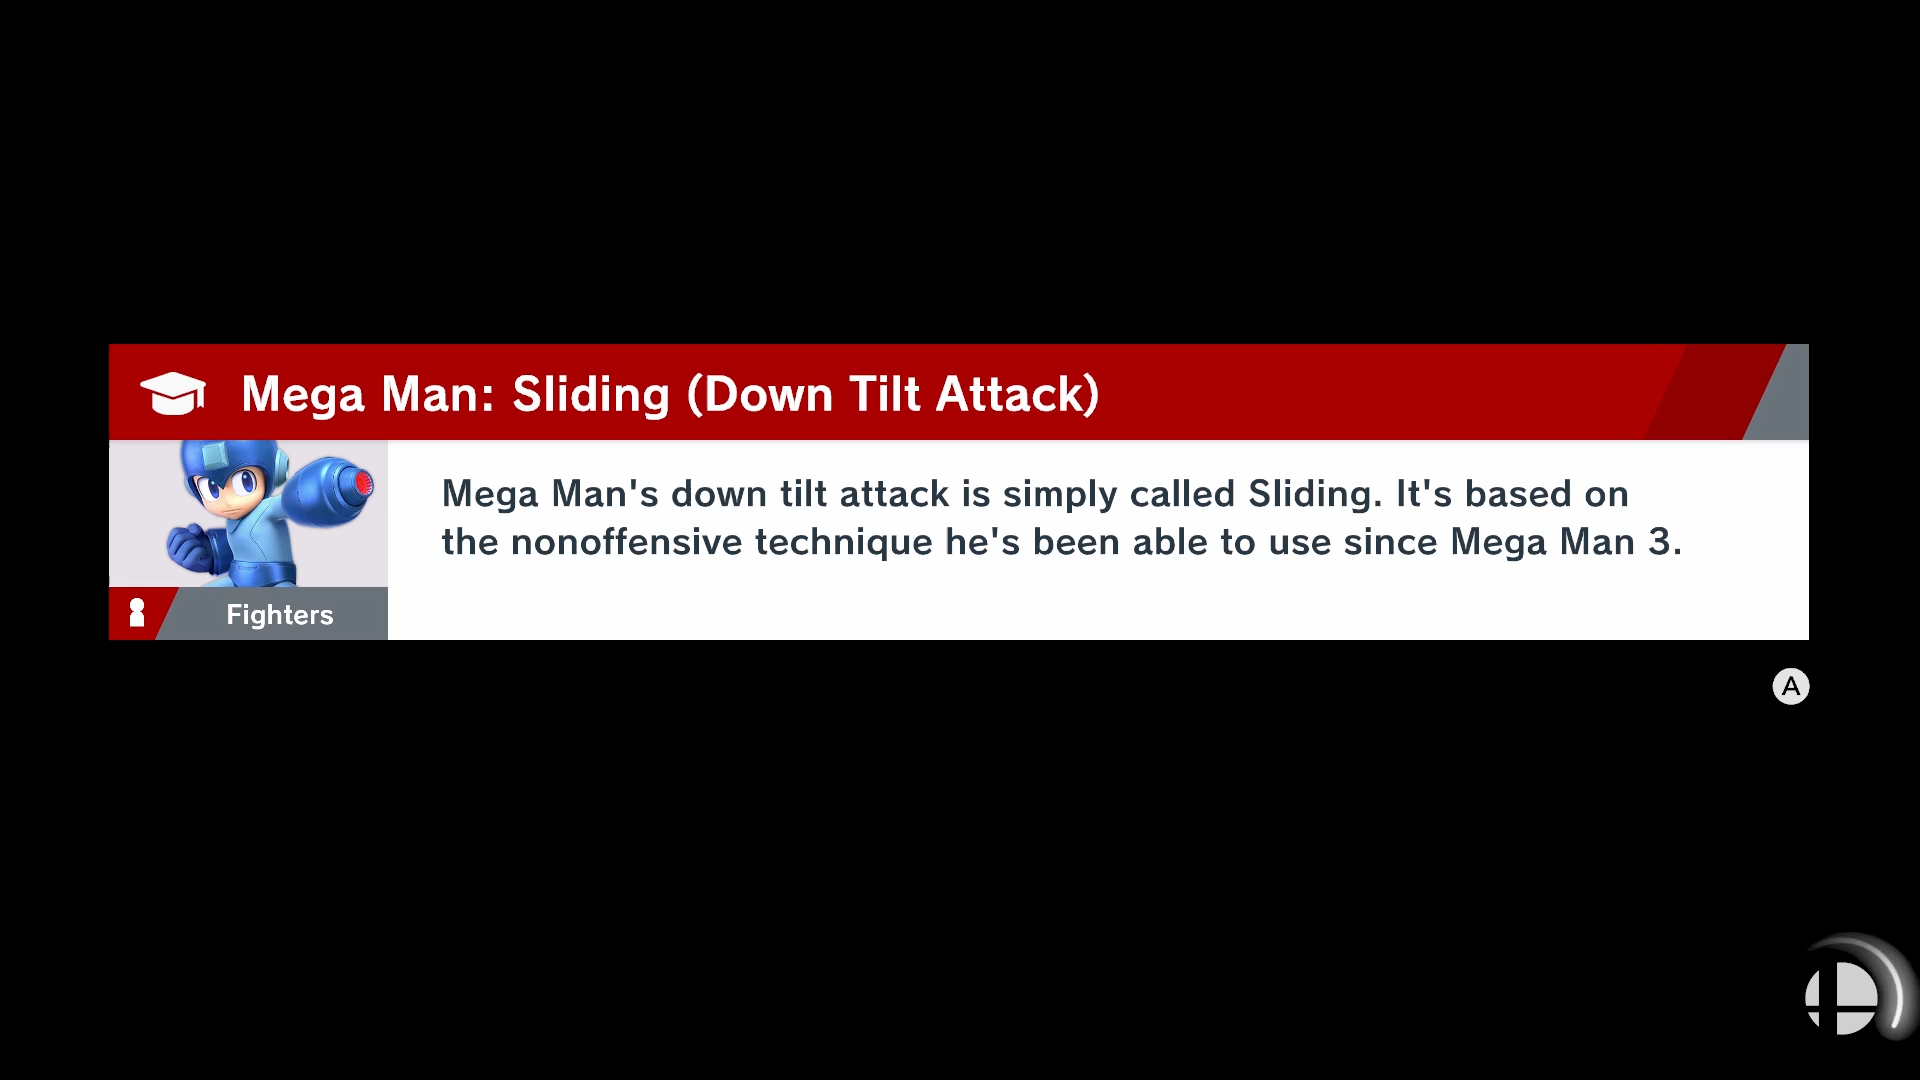 Mega Man: Sliding (Down Tilt Attack)
Mega Man's down tilt attack is simply called Sliding. It's based on
the nonoffensive technique he's been able to use since Mega Man 3.
Fighters
A